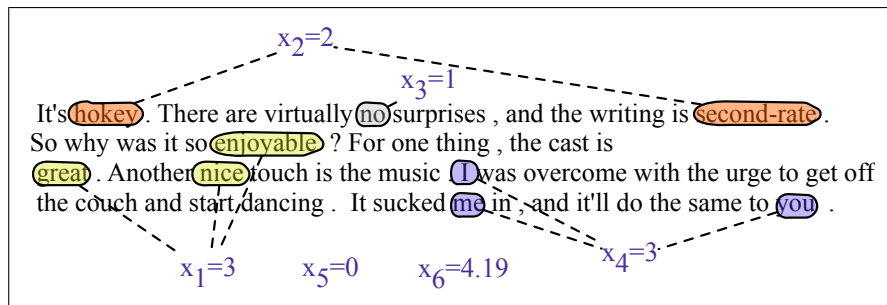 x2=2
x3=1
It's hokey . There are virtually no surprises , and the writing is second-rate .
So why was it so enjoyable ? For one thing , the cast is
great . Another nice touch is the music . I was overcome with the urge to get off
the couch and start dancing . It sucked me in , and it'll do the same to you .
x1=3 x5=0 x6=4.19 x4=3